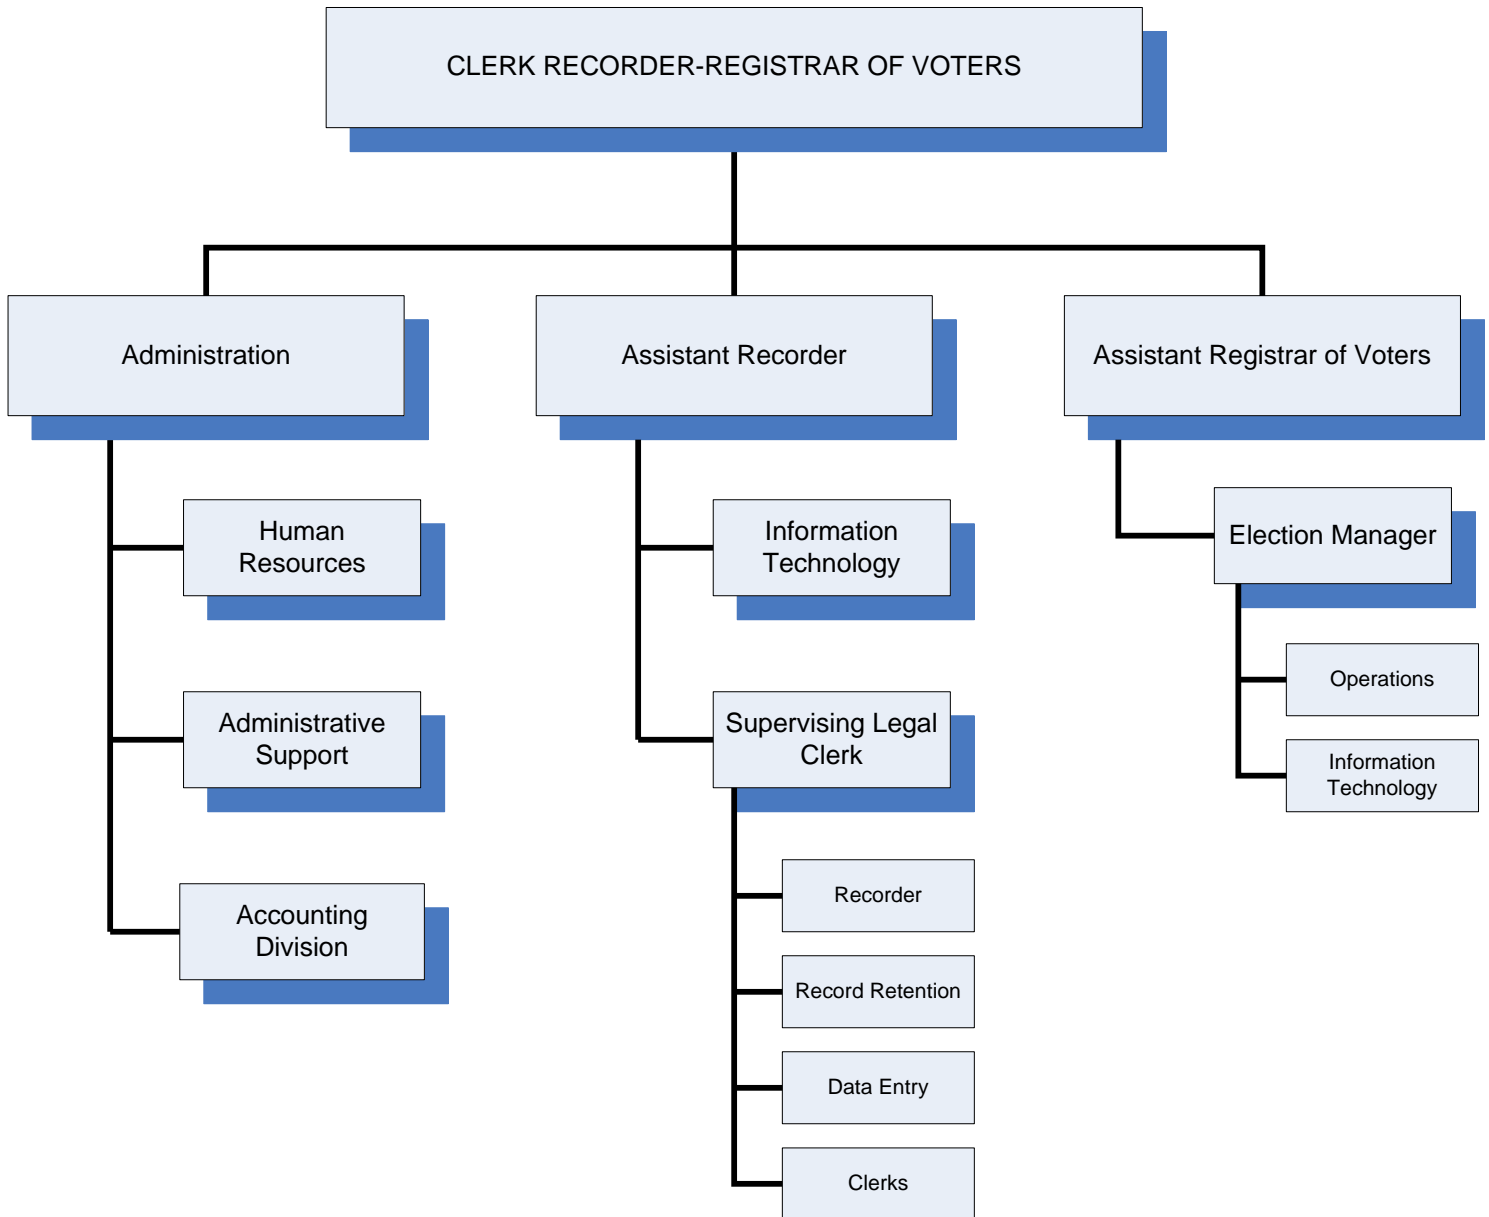 CLERK RECORDER-REGISTRAR OF VOTERS
Administration
Assistant Recorder
Assistant Registrar of Voters
Human
Resources
Administrative
Support
Accounting
Division
Information
Technology
Supervising Legal
Clerk
Recorder
Record Retention
Data Entry
Clerks
Election Manager
Operations
Information
Technology